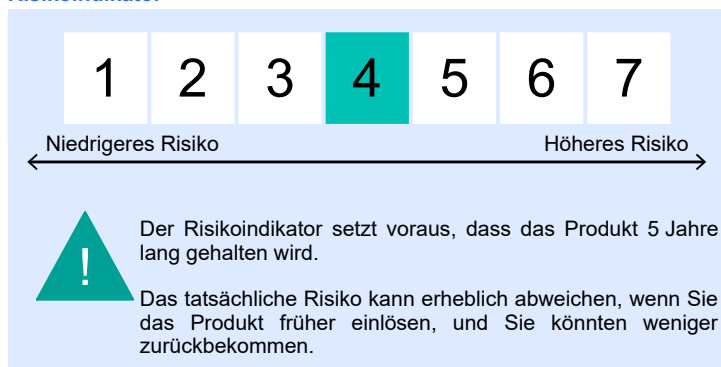 Risikoindikator
1 2 3 4 5 6 7
Niedrigeres Risiko Höheres Risiko
!
Der Risikoindikator setzt voraus, dass das Produkt 5 Jahre
lang gehalten wird.
Das tatsächliche Risiko kann erheblich abweichen, wenn Sie
das Produkt früher einlösen, und Sie könnten weniger
zurückbekommen.